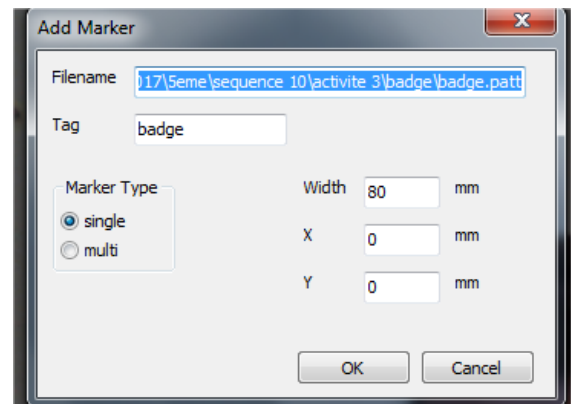 Add Marker
Filename 017\5eme\sequence 10\activite 3\badge\badge.patt
Tag badge
Marker Type
single
multi
Width 80 mm
X 0 mm
Y 0 mm
OK Cancel